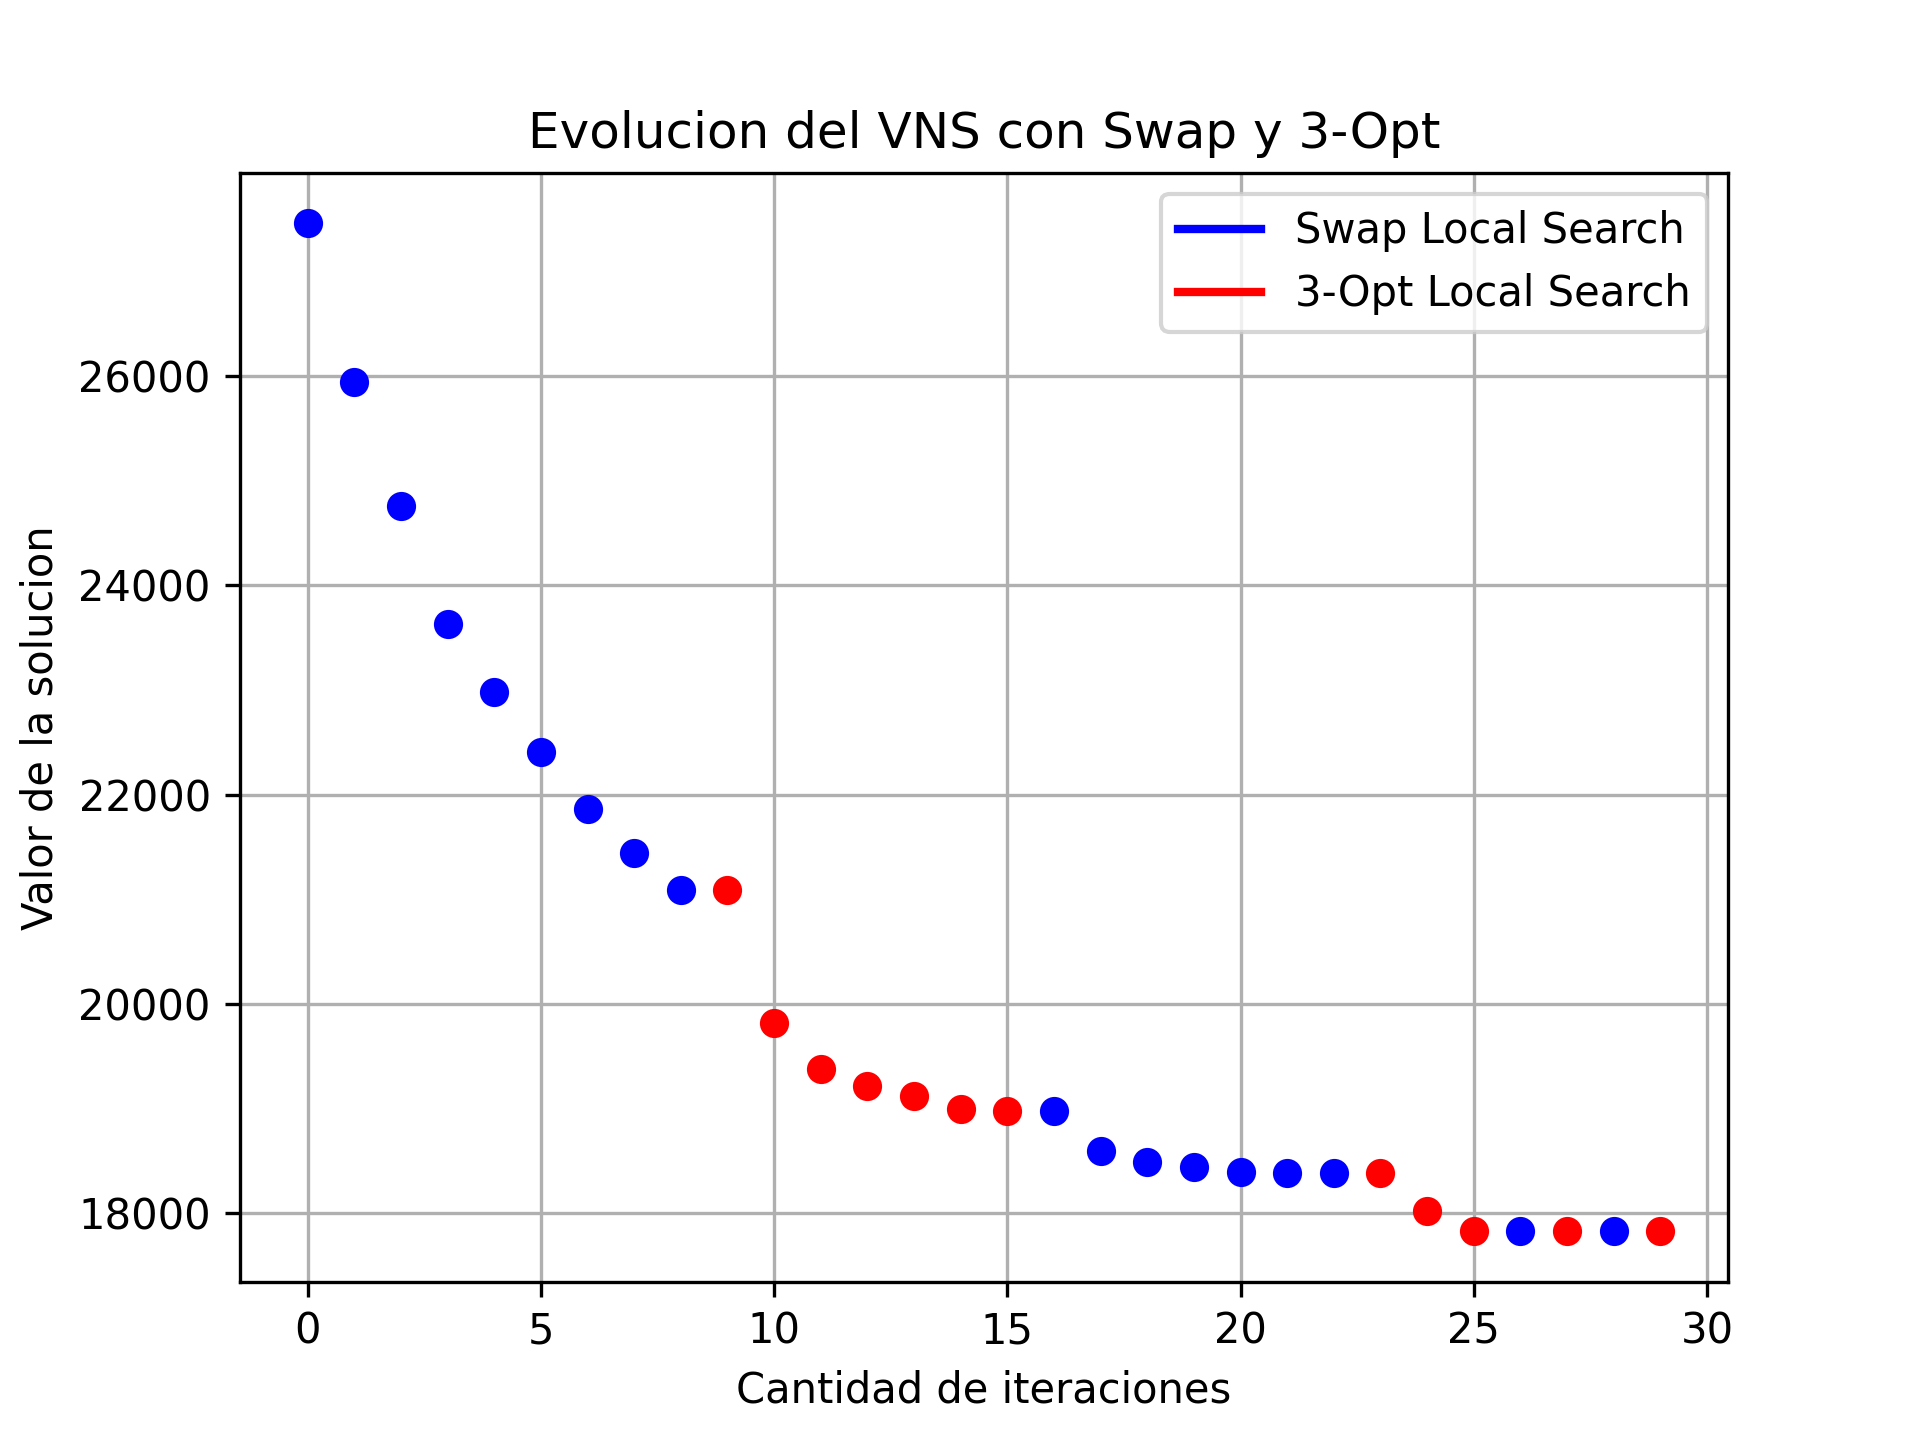 Evolucion del VNS con Swap y 3-Opt
Swap Local Search
3-Opt Local Search
Valor de la solucion
26000
24000
22000
20000
18000
0 5 10 15 20 25 30
Cantidad de iteraciones